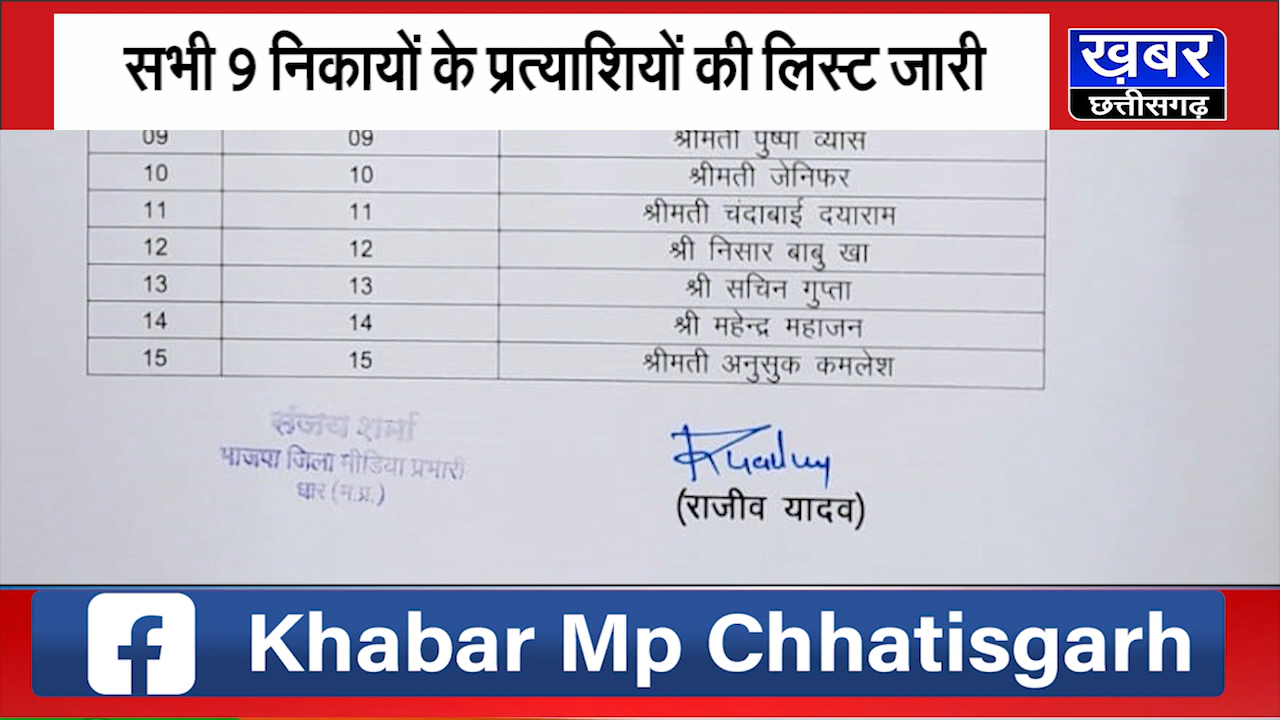 सभी 9 निकायों के प्रत्याशियों की लिस्ट जारी
ख़बर
छत्तीसगढ़
09 09 श्रीमती पुष्पा व्यास
10 10 श्रीमती जेनिफर
11 11 श्रीमती चंदाबाई दयाराम
12 12 श्री निसार बाबु खा
13 13 श्री सचिन गुप्ता
14 14 श्री महेन्द्र महाजन
15 15 श्रीमती अनुसुक कमलेश
संजय शर्मा
भाजपा जिला मीडिया प्रभारी
धार (म.प्र.)
(राजीव यादव)
Khabar Mp Chhatisgarh